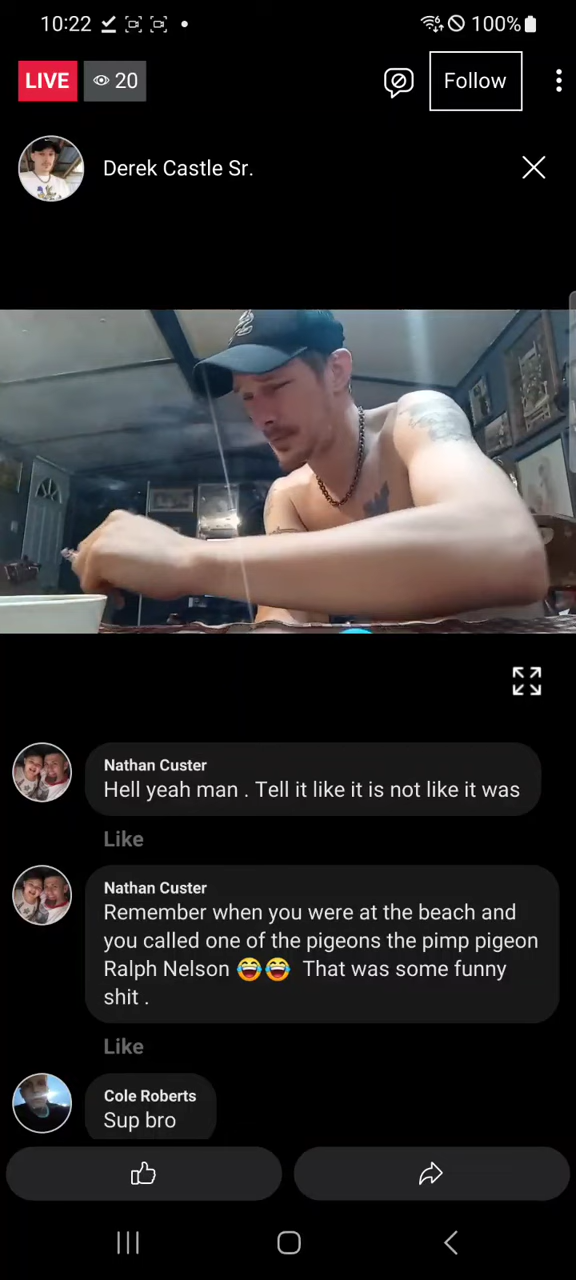 10:22
100%
LIVE
20
Follow
Derek Castle Sr.
Nathan Custer
Hell yeah man . Tell it like it is not like it was
Like
Nathan Custer
Remember when you were at the beach and
you called one of the pigeons the pimp pigeon
Ralph Nelson 😂😂 That was some funny
shit .
Like
Cole Roberts
Sup bro